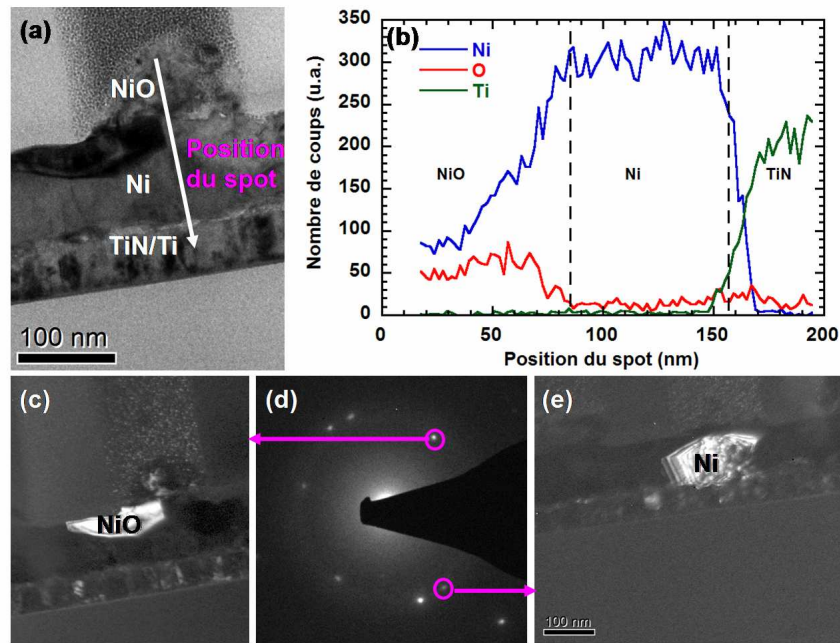 (a)
NiO
Position
du spot
Ni
TiN/Ti
100 nm
(b)
Nombre de coups (u.a.)
350
300
250
200
150
100
50
0
Ni
O
Ti
NiO
Ni
TiN
0
50
100
150
200
Position du spot (nm)
(c)
NiO
(d)
(e)
Ni
100 nm